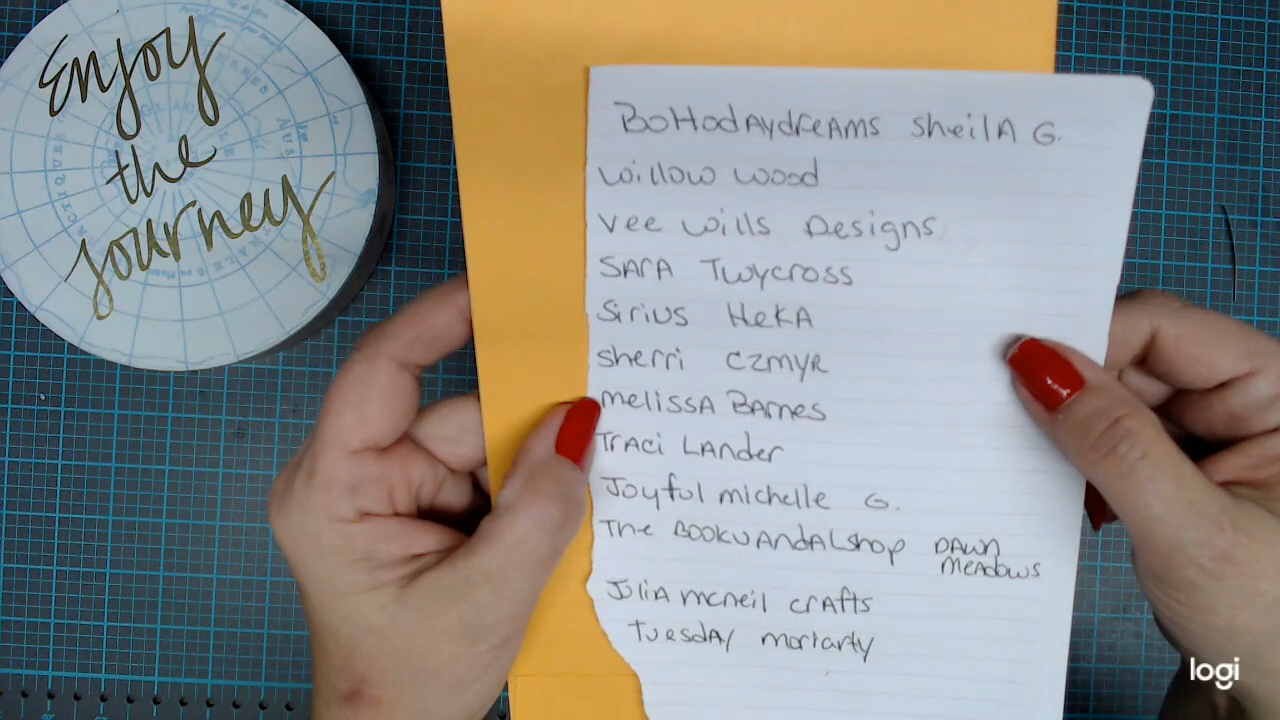 Enjoy
the
Journey
BoHodAydreAms SheilA G.
Willow Wood
Vee Wills Designs
SArA Twycross
Sirius HekA
Sherri CzmyR
MelissA BArnes
TrAci LAnder
Joyful Michelle G.
The BookVAndAlshop DAwn
MeAdows
JuliA McNeil CrAfts
TuesdAy MoriArty
logi